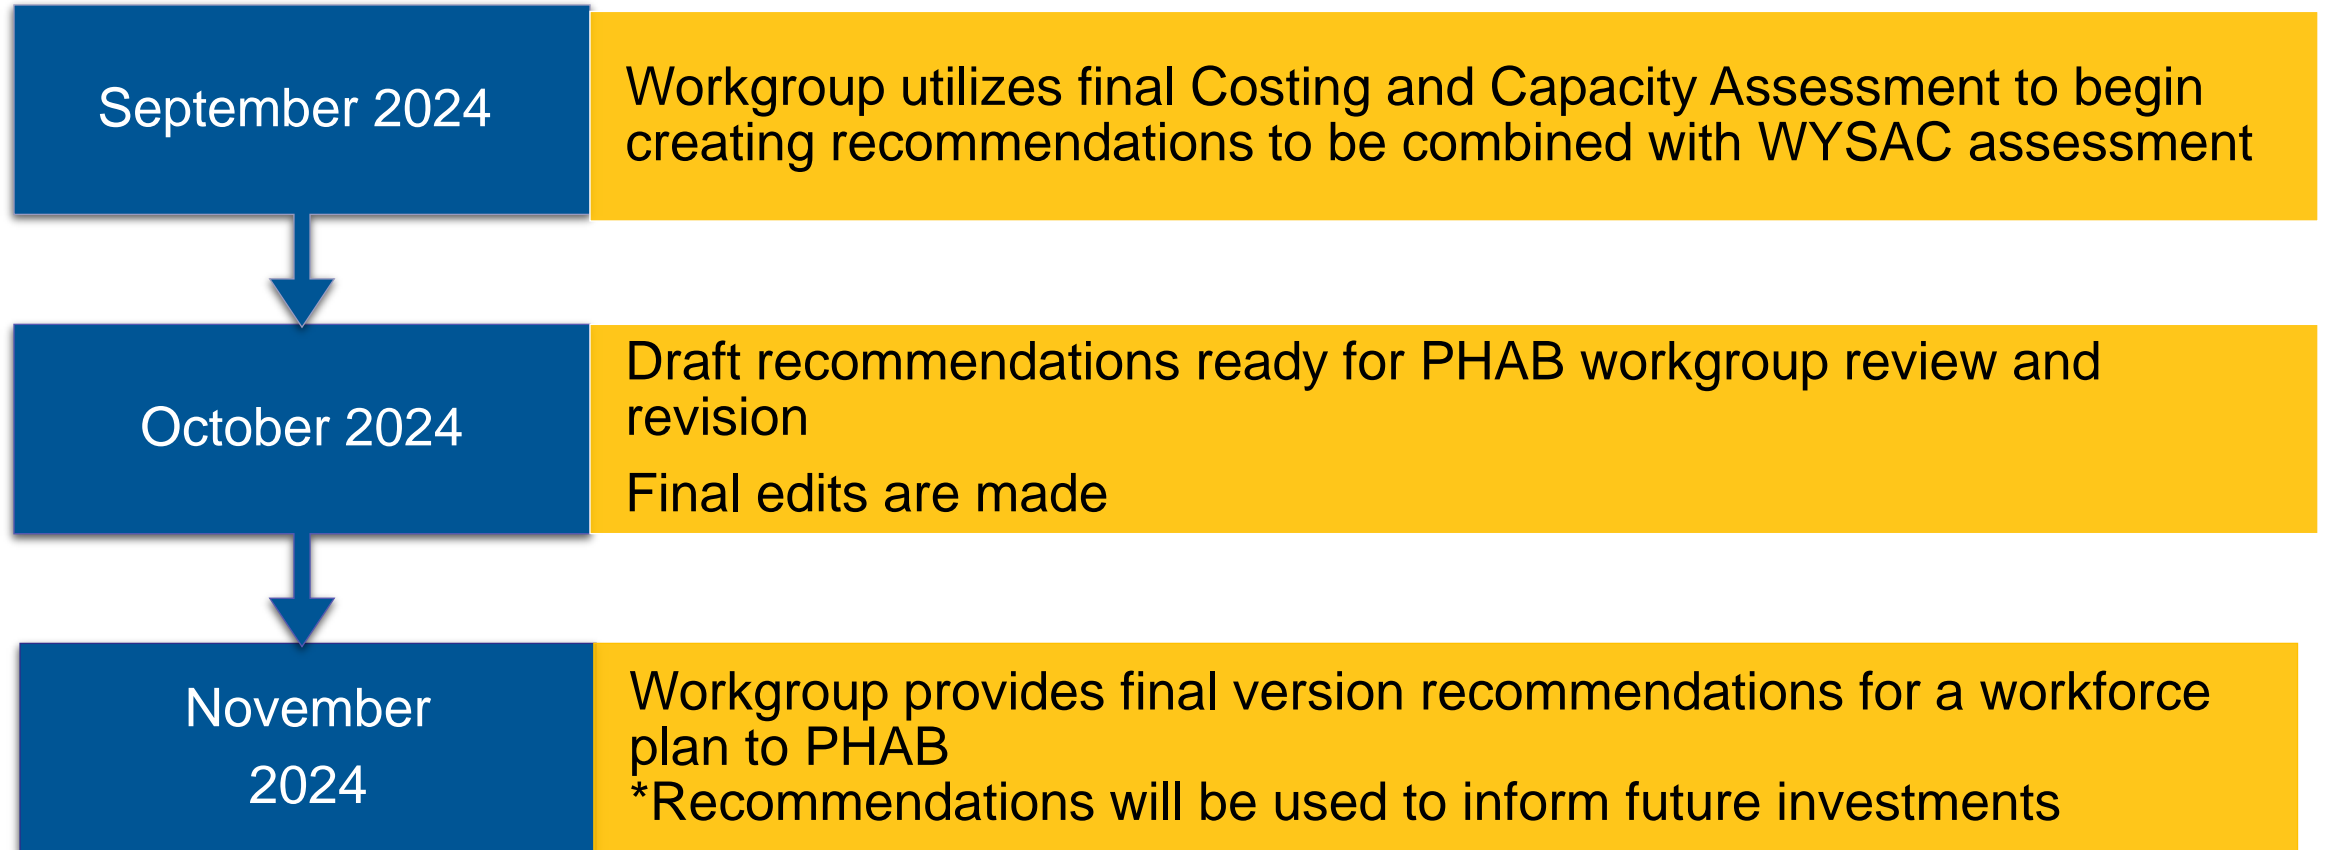 September 2024
Workgroup utilizes final Costing and Capacity Assessment to begin
creating recommendations to be combined with WYSAC assessment
October 2024
Draft recommendations ready for PHAB workgroup review and
revision
Final edits are made
November
2024
Workgroup provides final version recommendations for a workforce
plan to PHAB
*Recommendations will be used to inform future investments